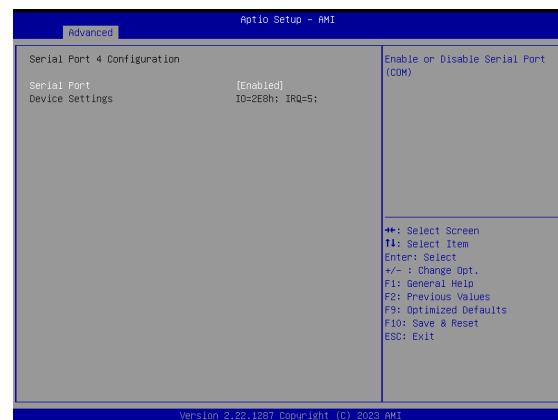 Aptio Setup – AMI
Advanced
Serial Port 4 Configuration
Serial Port [Enabled]
Device Settings IO=2E8h; IRQ=5;
Enable or Disable Serial Port
(COM)
→←: Select Screen
↑↓: Select Item
Enter: Select
+/- : Change Opt.
F1: General Help
F2: Previous Values
F9: Optimized Defaults
F10: Save & Reset
ESC: Exit
Version 2.22.1287 Copyright (C) 2023 AMI